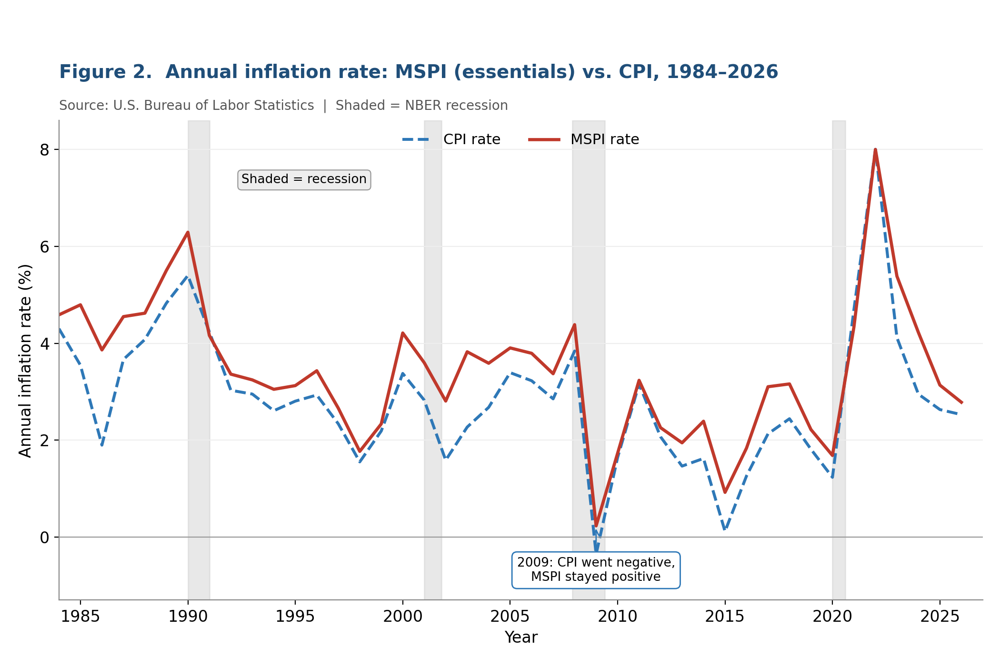 Figure 2.  Annual inflation rate: MSPI (essentials) vs. CPI, 1984–2026
Source: U.S. Bureau of Labor Statistics  |  Shaded = NBER recession
CPI rate
MSPI rate
Shaded = recession
Annual inflation rate (%)
8
6
4
2
0
2009: CPI went negative,
MSPI stayed positive
1985 1990 1995 2000 2005 2010 2015 2020 2025
Year